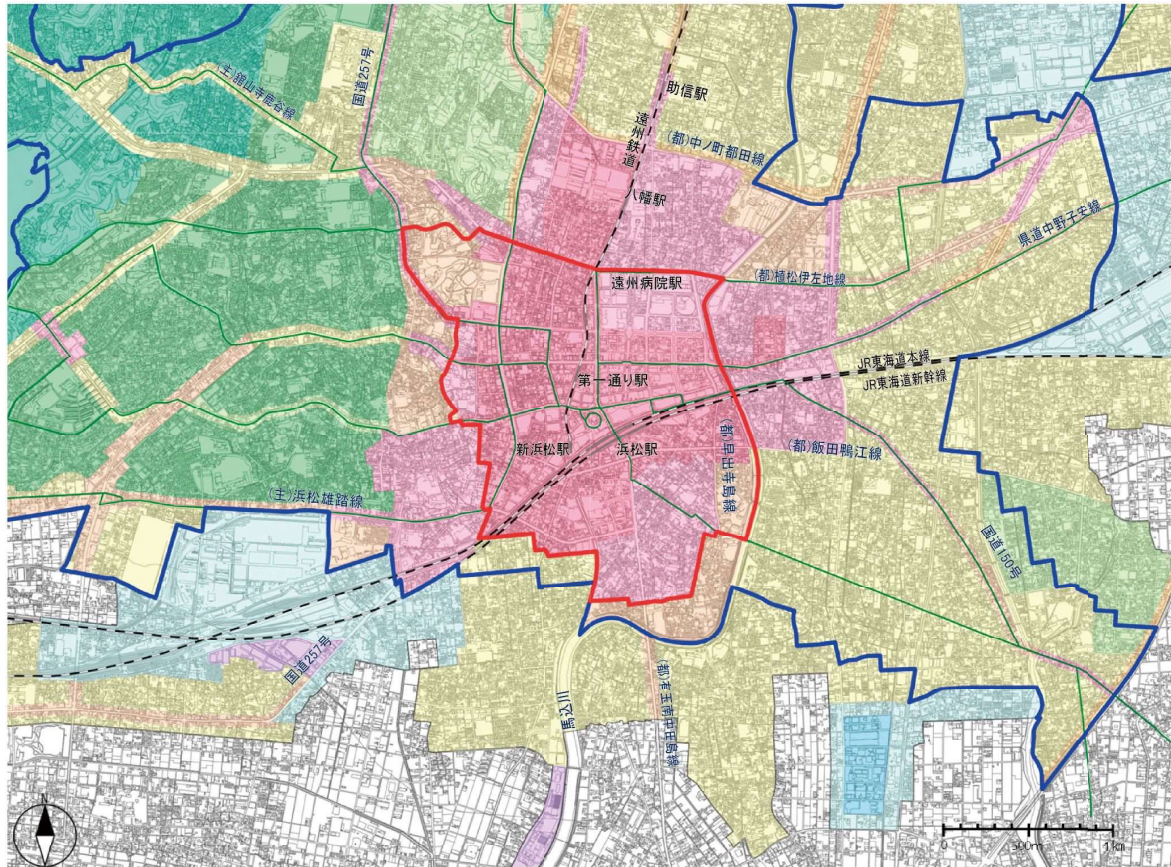 (主)舘山寺鹿谷線
国道257号
助信駅
遠州鉄道
(都)中ノ町都田線
八幡駅
県道中野子安線
遠州病院駅
(都)植松伊左地線
JR東海道本線
JR東海道新幹線
第一通り駅
新浜松駅
浜松駅
(都)早出寺島線
(都)飯田鴨江線
(主)浜松雄踏線
国道150号
国道257号
馬込川
(都)有玉南中田島線
N
0
500m
1km